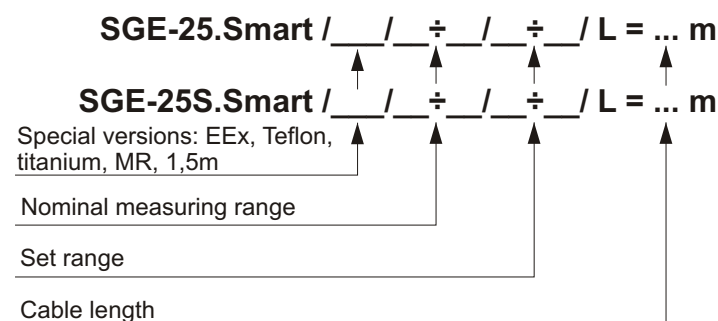 SGE-25.Smart /___/__÷__/__÷__/ L = ... m
SGE-25S.Smart /___/__÷__/__÷__/ L = ... m
Special versions: EEx, Teflon,
titanium, MR, 1,5m
Nominal measuring range
Set range
Cable length